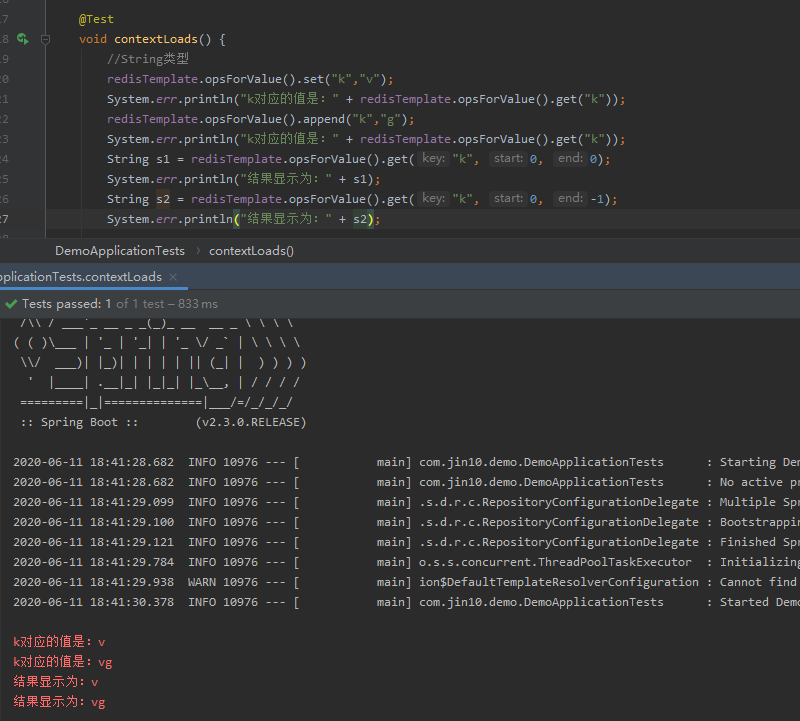 17 @Test
18 void contextLoads() {
19 //String类型
20 redisTemplate.opsForValue().set("k","v");
21 System.err.println("k对应的值是: " + redisTemplate.opsForValue().get("k"));
22 redisTemplate.opsForValue().append("k","g");
23 System.err.println("k对应的值是: " + redisTemplate.opsForValue().get("k"));
24 String s1 = redisTemplate.opsForValue().get( key: "k", start: 0, end: 0);
25 System.err.println("结果显示为: " + s1);
26 String s2 = redisTemplate.opsForValue().get( key: "k", start: 0, end: -1);
27 System.err.println("结果显示为: " + s2);
DemoApplicationTests › contextLoads()
plicationTests.contextLoads ×
Tests passed: 1 of 1 test – 833 ms
/\\ / ___'_ __ _ _(_)_ __ __ _ \ \ \ \
( ( )\___ | '_ | '_| | '_ \/ _` | \ \ \ \
\\/ ___)| |_)| | | | | || (_| | ) ) ) )
' |____| .__|_| |_|_| |_\__, | / / / /
=========|_|==============|___/=/_/_/_/
:: Spring Boot :: (v2.3.0.RELEASE)
2020-06-11 18:41:28.682 INFO 10976 --- [ main] com.jin10.demo.DemoApplicationTests : Starting Dem
2020-06-11 18:41:28.682 INFO 10976 --- [ main] com.jin10.demo.DemoApplicationTests : No active pr
2020-06-11 18:41:29.099 INFO 10976 --- [ main] .s.d.r.c.RepositoryConfigurationDelegate : Multiple Spr
2020-06-11 18:41:29.100 INFO 10976 --- [ main] .s.d.r.c.RepositoryConfigurationDelegate : Bootstrappin
2020-06-11 18:41:29.121 INFO 10976 --- [ main] .s.d.r.c.RepositoryConfigurationDelegate : Finished Spr
2020-06-11 18:41:29.784 INFO 10976 --- [ main] o.s.s.concurrent.ThreadPoolTaskExecutor : Initializing
2020-06-11 18:41:29.938 WARN 10976 --- [ main] ion$DefaultTemplateResolverConfiguration : Cannot find
2020-06-11 18:41:30.378 INFO 10976 --- [ main] com.jin10.demo.DemoApplicationTests : Started Demo
k对应的值是: v
k对应的值是: vg
结果显示为: v
结果显示为: vg